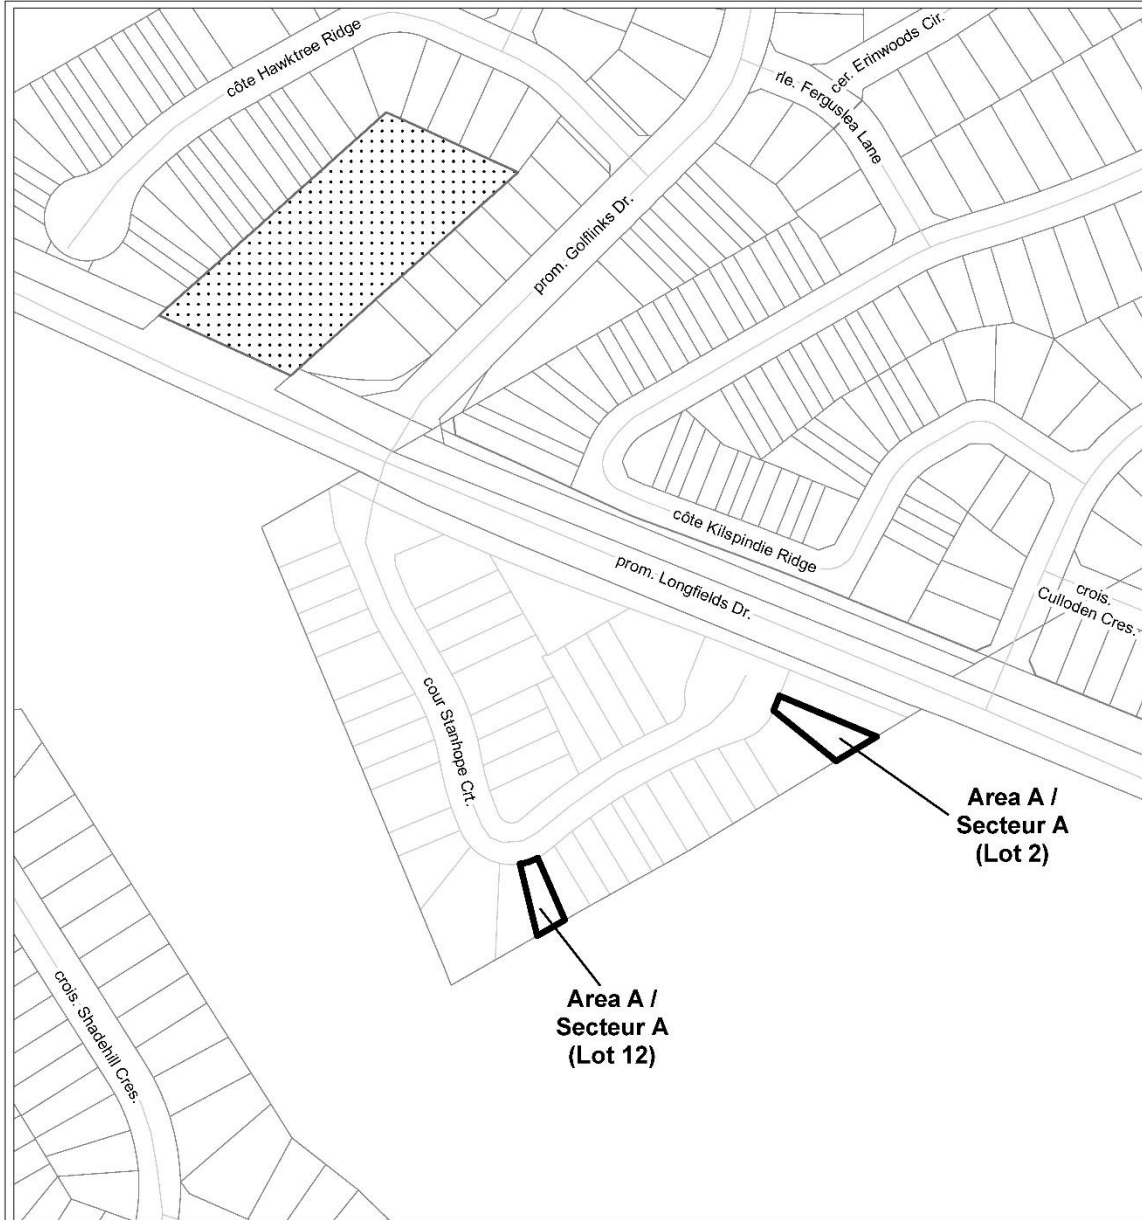 côte Hawktree Ridge
cer. Erinwoods Cir.
rle. Ferguslea Lane
prom. Golflinks Dr.
côte Kilspindie Ridge
prom. Longfields Dr.
crois.
Culloden Cres.
cour Stanhope Crt.
Area A /
Secteur A
(Lot 2)
Area A /
Secteur A
(Lot 12)
crois. Shadehill Cres.